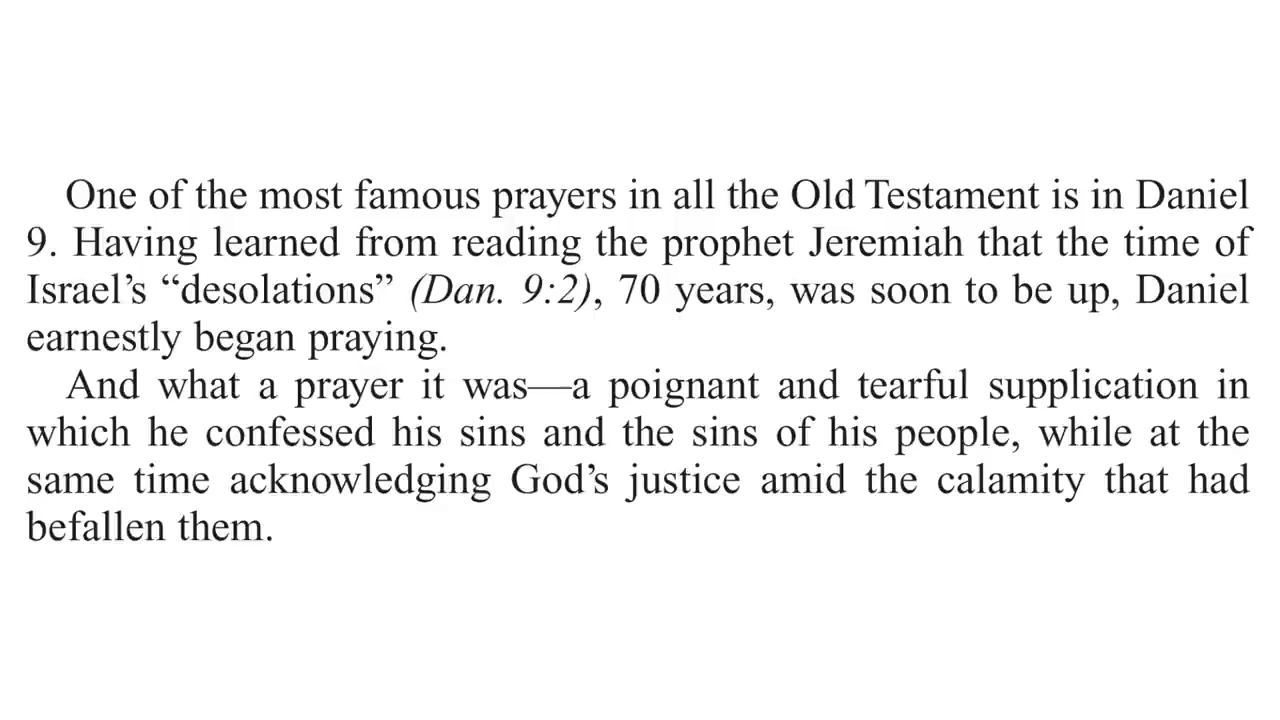 One of the most famous prayers in all the Old Testament is in Daniel
9. Having learned from reading the prophet Jeremiah that the time of
Israel’s “desolations” (Dan. 9:2), 70 years, was soon to be up, Daniel
earnestly began praying.
And what a prayer it was—a poignant and tearful supplication in
which he confessed his sins and the sins of his people, while at the
same time acknowledging God’s justice amid the calamity that had
befallen them.